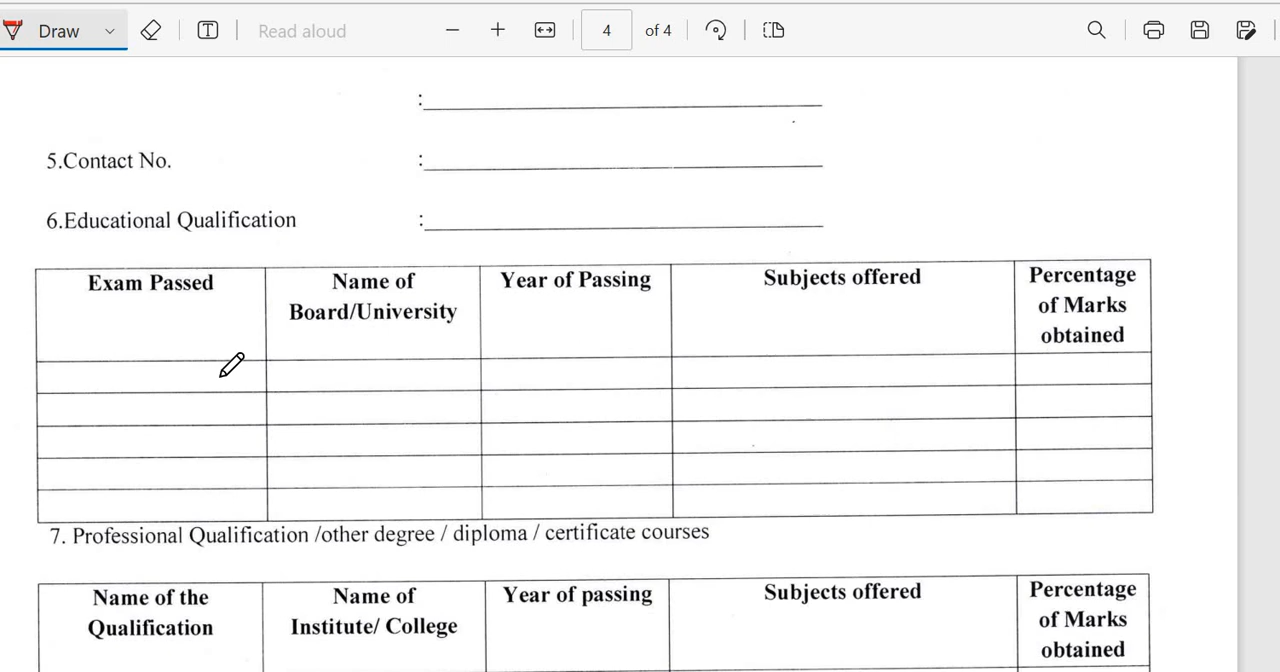 Draw
Read aloud
4 of 4
:
5.Contact No. :
6.Educational Qualification :
Exam Passed
Name of
Board/University
Year of Passing
Subjects offered
Percentage
of Marks
obtained
7. Professional Qualification /other degree / diploma / certificate courses
Name of the
Qualification
Name of
Institute/ College
Year of passing
Subjects offered
Percentage
of Marks
obtained